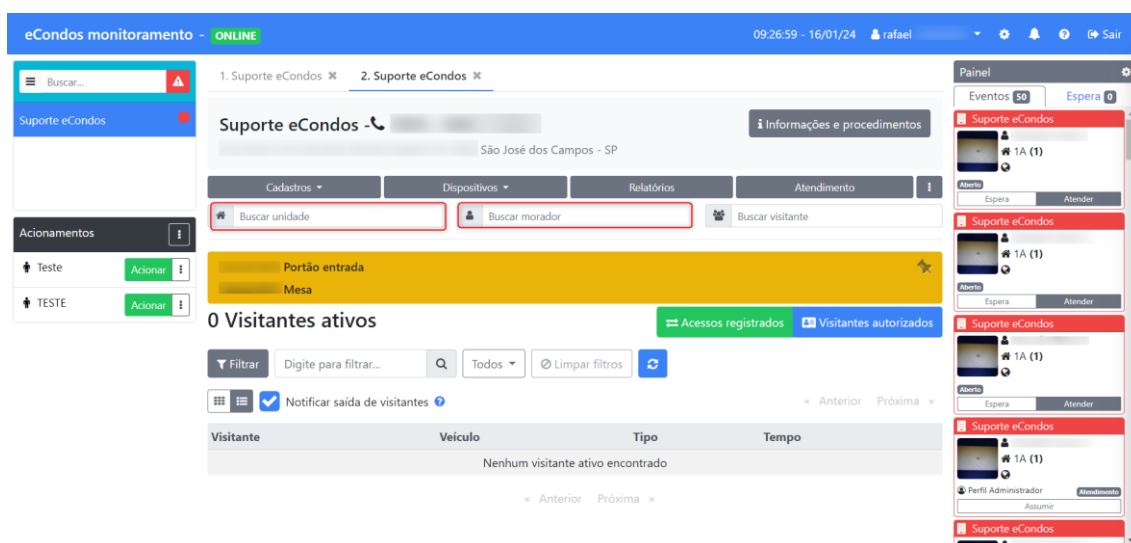 eCondos monitoramento - ONLINE
09:26:59 - 16/01/24 rafael
Sair
Buscar...
Suporte eCondos
Acionamentos
Teste Acionar
TESTE Acionar
1. Suporte eCondos 2. Suporte eCondos
Suporte eCondos -
São José dos Campos - SP
Informações e procedimentos
Cadastros Dispositivos Relatórios Atendimento
Buscar unidade Buscar morador Buscar visitante
Portão entrada
Mesa
0 Visitantes ativos
Acessos registrados Visitantes autorizados
Filtrar Digite para filtrar... Todos Limpar filtros
Notificar saída de visitantes
« Anterior Próxima »
Visitante Veículo Tipo Tempo
Nenhum visitante ativo encontrado
« Anterior Próxima »
Painel
Eventos 50 Espera 0
Suporte eCondos
1A (1)
Aberto
Espera Atender
Suporte eCondos
1A (1)
Aberto
Espera Atender
Suporte eCondos
1A (1)
Aberto
Espera Atender
Suporte eCondos
1A (1)
Perfil Administrador Atendimento
Assumir
Suporte eCondos